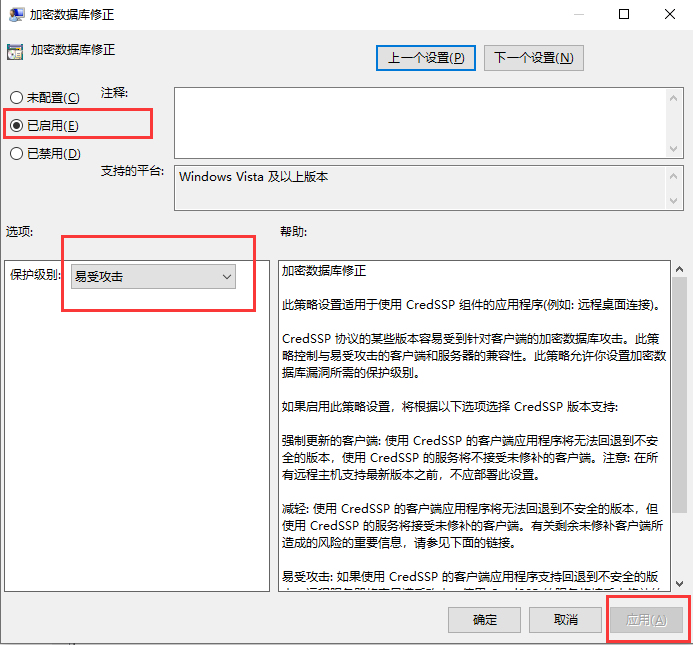 加密数据库修正
加密数据库修正
上一个设置(P)
下一个设置(N)
未配置(C)
注释:
已启用(E)
已禁用(D)
支持的平台:
Windows Vista 及以上版本
选项:
帮助:
保护级别:
易受攻击
加密数据库修正
此策略设置适用于使用 CredSSP 组件的应用程序(例如: 远程桌面连接)。
CredSSP 协议的某些版本容易受到针对客户端的加密数据库攻击。此策
略控制与易受攻击的客户端和服务器的兼容性。此策略允许你设置加密数
据库漏洞所需的保护级别。
如果启用此策略设置，将根据以下选项选择 CredSSP 版本支持:
强制更新的客户端: 使用 CredSSP 的客户端应用程序将无法回退到不安
全的版本，使用 CredSSP 的服务将不接受未修补的客户端。注意: 在所
有远程主机支持最新版本之前，不应部署此设置。
减轻: 使用 CredSSP 的客户端应用程序将无法回退到不安全的版本，但
使用 CredSSP 的服务将接受未修补的客户端。有关剩余未修补客户端所
造成的风险的重要信息，请参见下面的链接。
易受攻击: 如果使用 CredSSP 的客户端应用程序支持回退到不安全的版
确定
取消
应用(A)